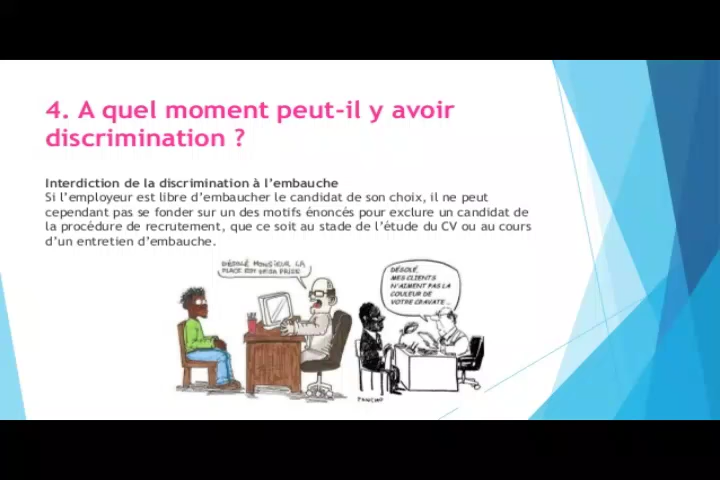 4. A quel moment peut-il y avoir
discrimination ?
Interdiction de la discrimination à l'embauche
Si l'employeur est libre d'embaucher le candidat de son choix, il ne peut
cependant pas se fonder sur un des motifs énoncés pour exclure un candidat de
la procédure de recrutement, que ce soit au stade de l'étude du CV ou au cours
d'un entretien d'embauche.
DÉSOLÉ MONSIEUR LA
PLACE EST DÉJÀ PRISE
DÉSOLÉ,
MES CLIENTS
N'AIMENT PAS LA
COULEUR DE
VOTRE CRAVATE...
PANCHO